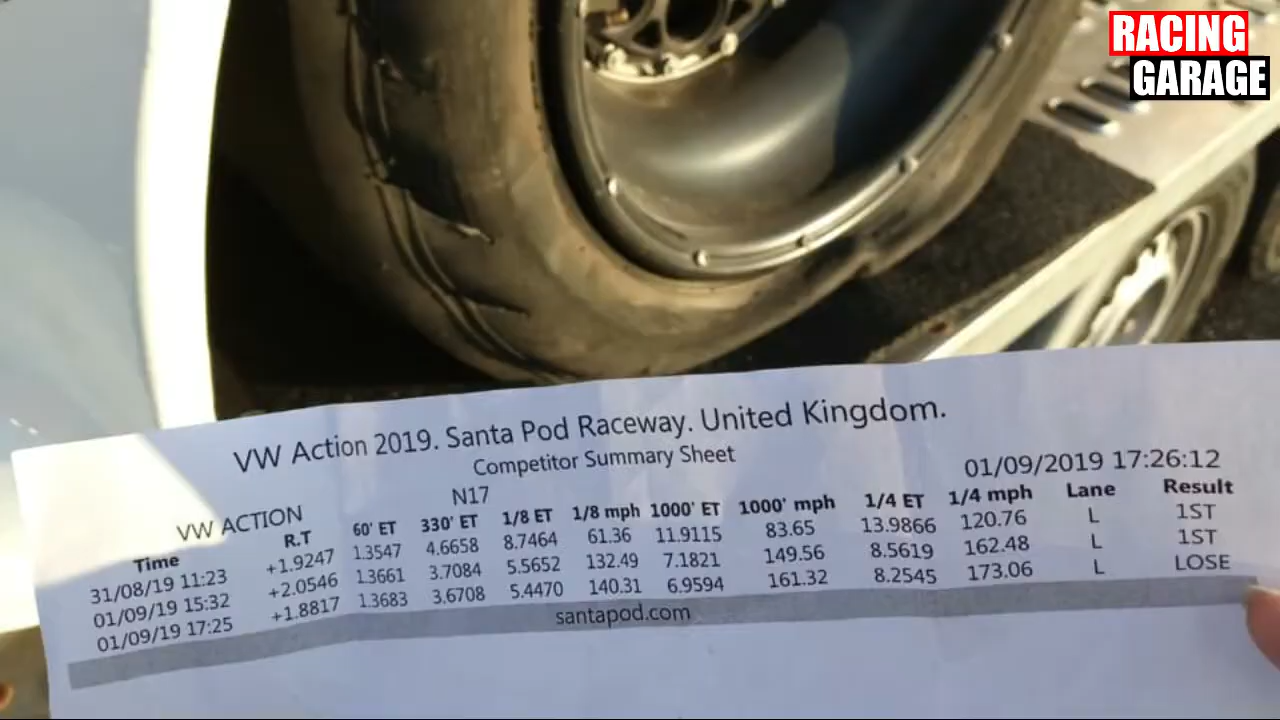 RACING
GARAGE
VW Action 2019. Santa Pod Raceway. United Kingdom.
Competitor Summary Sheet
01/09/2019 17:26:12
VW ACTION N17
Time R.T 60' ET 330' ET 1/8 ET 1/8 mph 1000' ET 1000' mph 1/4 ET 1/4 mph Lane Result
31/08/19 11:23 +1.9247 1.3547 4.6658 8.7464 61.36 11.9115 83.65 13.9866 120.76 L 1ST
01/09/19 15:32 +2.0546 1.3661 3.7084 5.5652 132.49 7.1821 149.56 8.5619 162.48 L 1ST
01/09/19 17:25 +1.8817 1.3683 3.6708 5.4470 140.31 6.9594 161.32 8.2545 173.06 L LOSE
santapod.com